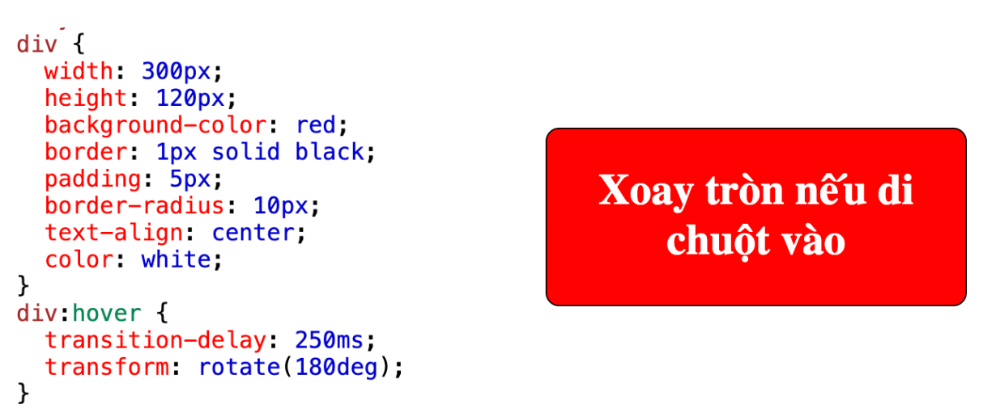 div {
  width: 300px;
  height: 120px;
  background-color: red;
  border: 1px solid black;
  padding: 5px;
  border-radius: 10px;
  text-align: center;
  color: white;
}
div:hover {
  transition-delay: 250ms;
  transform: rotate(180deg);
}
Xoay tròn nếu di
chuột vào